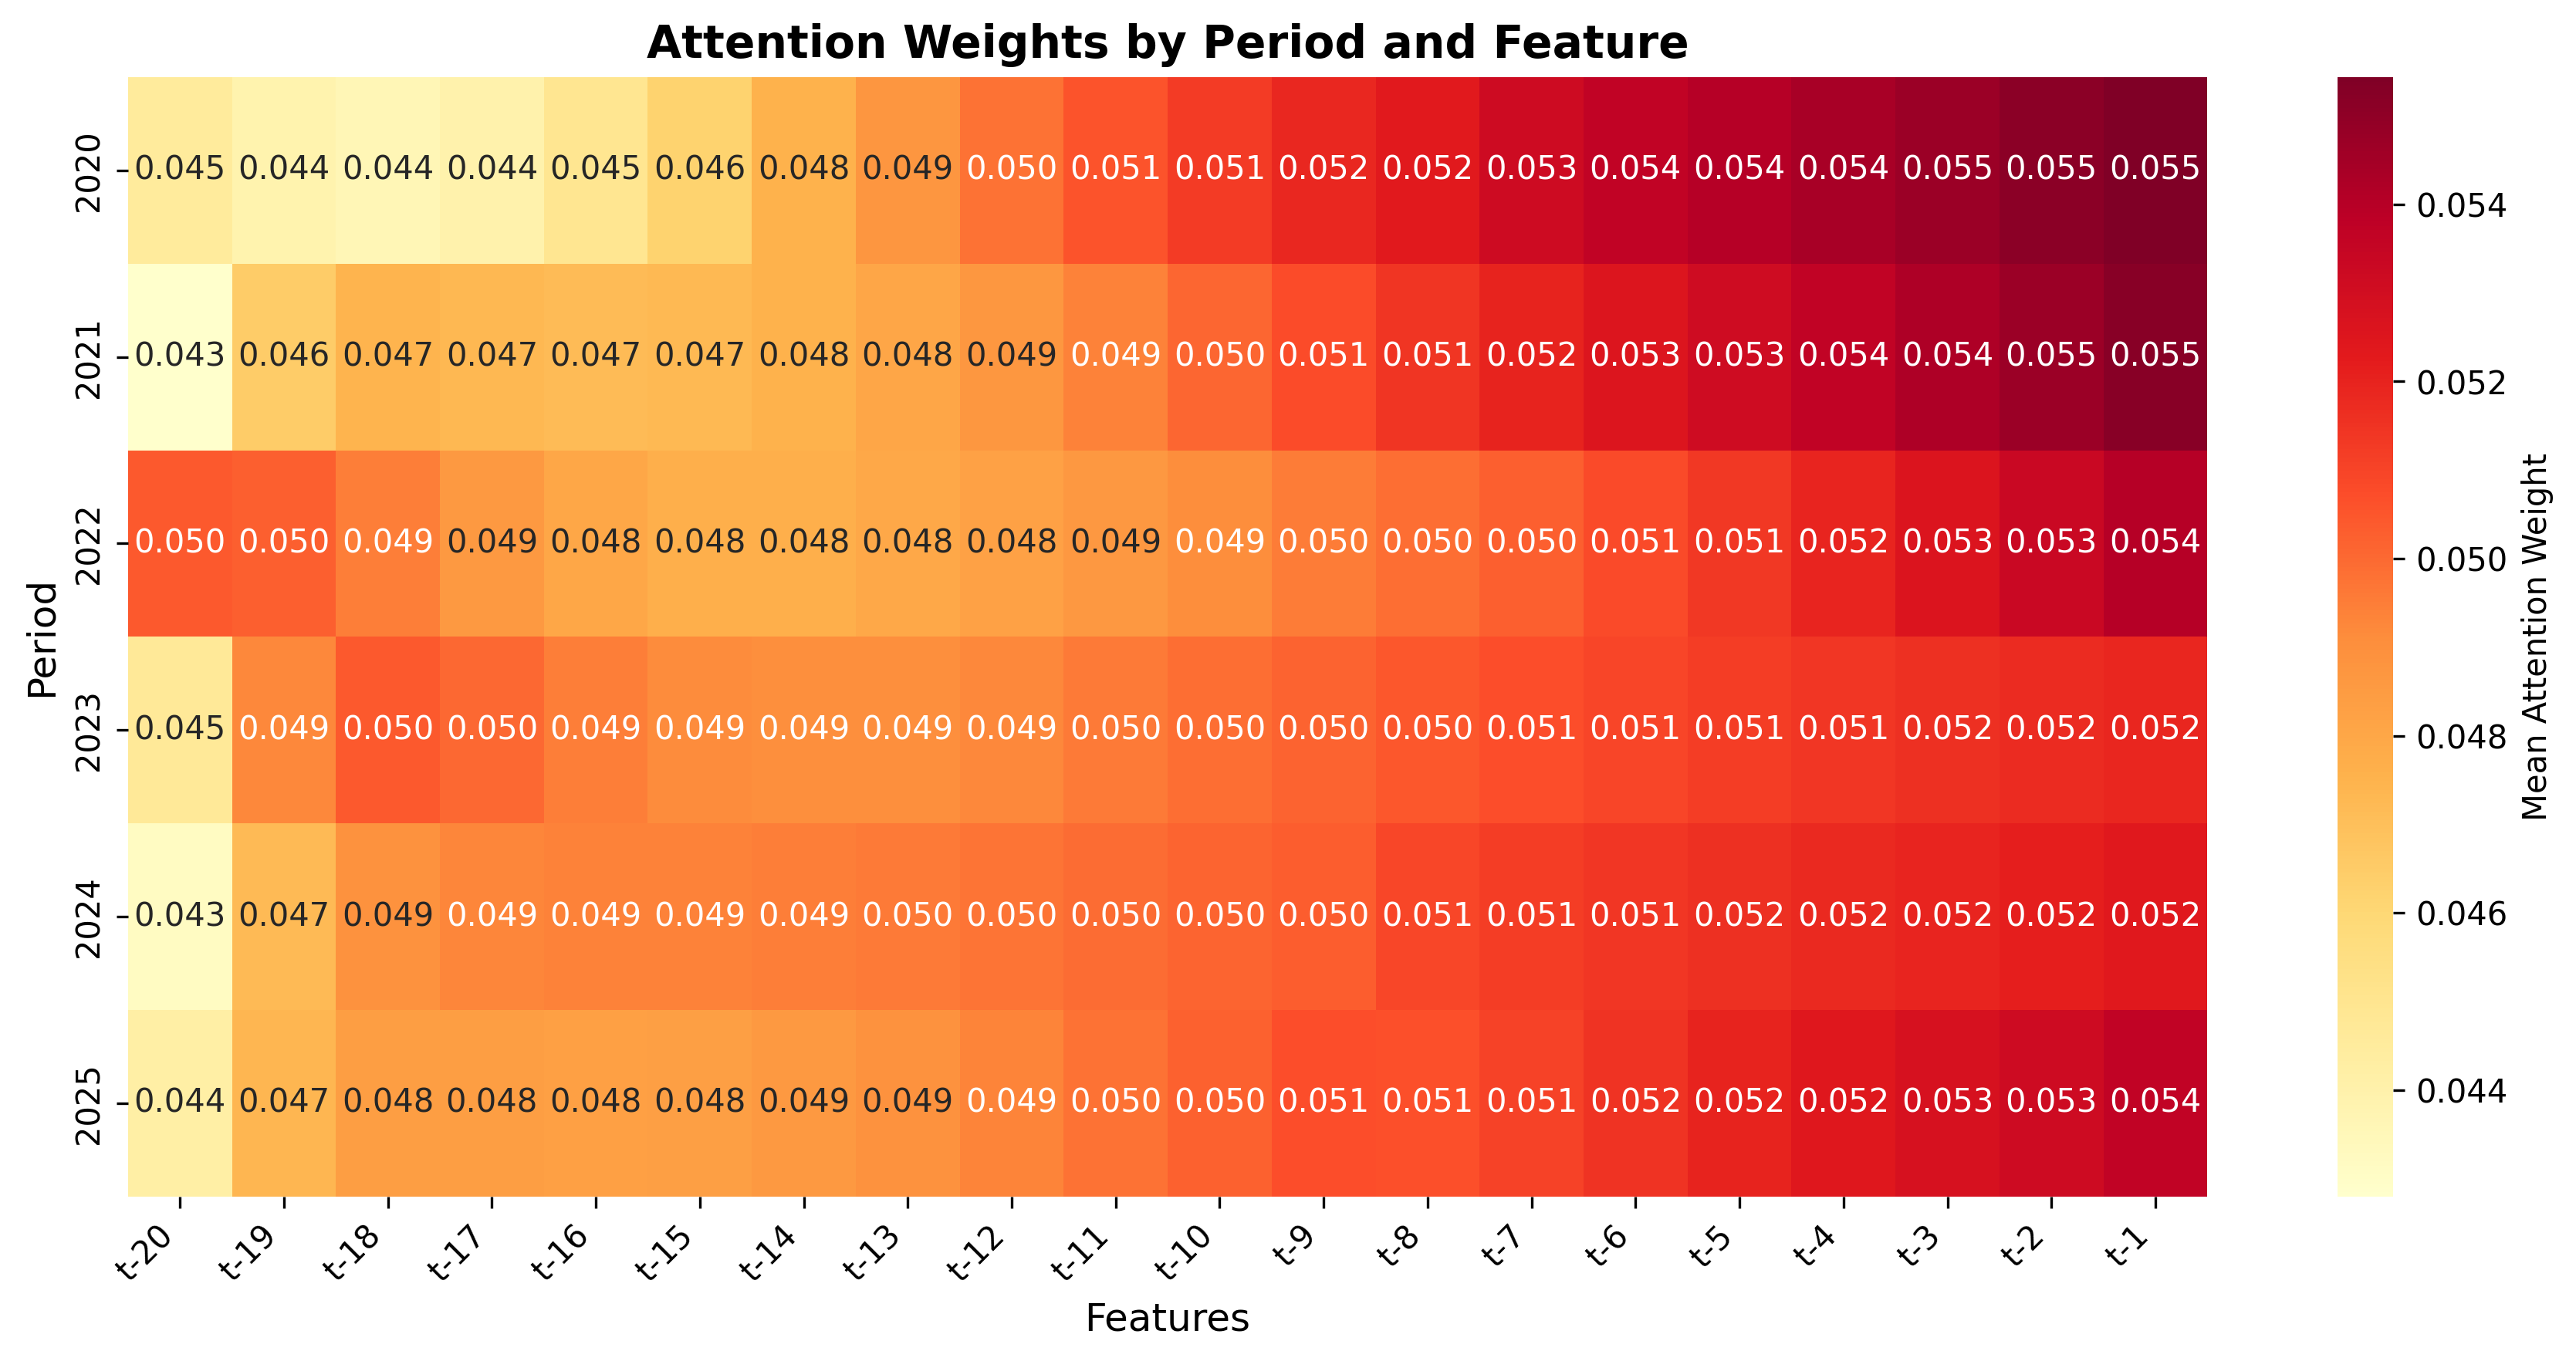 Attention Weights by Period and Feature
Period
2020 0.045 0.044 0.044 0.044 0.045 0.046 0.048 0.049 0.050 0.051 0.051 0.052 0.052 0.053 0.054 0.054 0.054 0.055 0.055 0.055
2021 0.043 0.046 0.047 0.047 0.047 0.047 0.048 0.048 0.049 0.049 0.050 0.051 0.051 0.052 0.053 0.053 0.054 0.054 0.055 0.055
2022 0.050 0.050 0.049 0.049 0.048 0.048 0.048 0.048 0.048 0.049 0.049 0.050 0.050 0.050 0.051 0.051 0.052 0.053 0.053 0.054
2023 0.045 0.049 0.050 0.050 0.049 0.049 0.049 0.049 0.049 0.050 0.050 0.050 0.050 0.051 0.051 0.051 0.051 0.052 0.052 0.052
2024 0.043 0.047 0.049 0.049 0.049 0.049 0.049 0.050 0.050 0.050 0.050 0.050 0.051 0.051 0.051 0.052 0.052 0.052 0.052 0.052
2025 0.044 0.047 0.048 0.048 0.048 0.048 0.049 0.049 0.049 0.050 0.050 0.051 0.051 0.051 0.052 0.052 0.052 0.053 0.053 0.054
t-20 t-19 t-18 t-17 t-16 t-15 t-14 t-13 t-12 t-11 t-10 t-9 t-8 t-7 t-6 t-5 t-4 t-3 t-2 t-1
Features
0.054
0.052
0.050
0.048
0.046
0.044
Mean Attention Weight